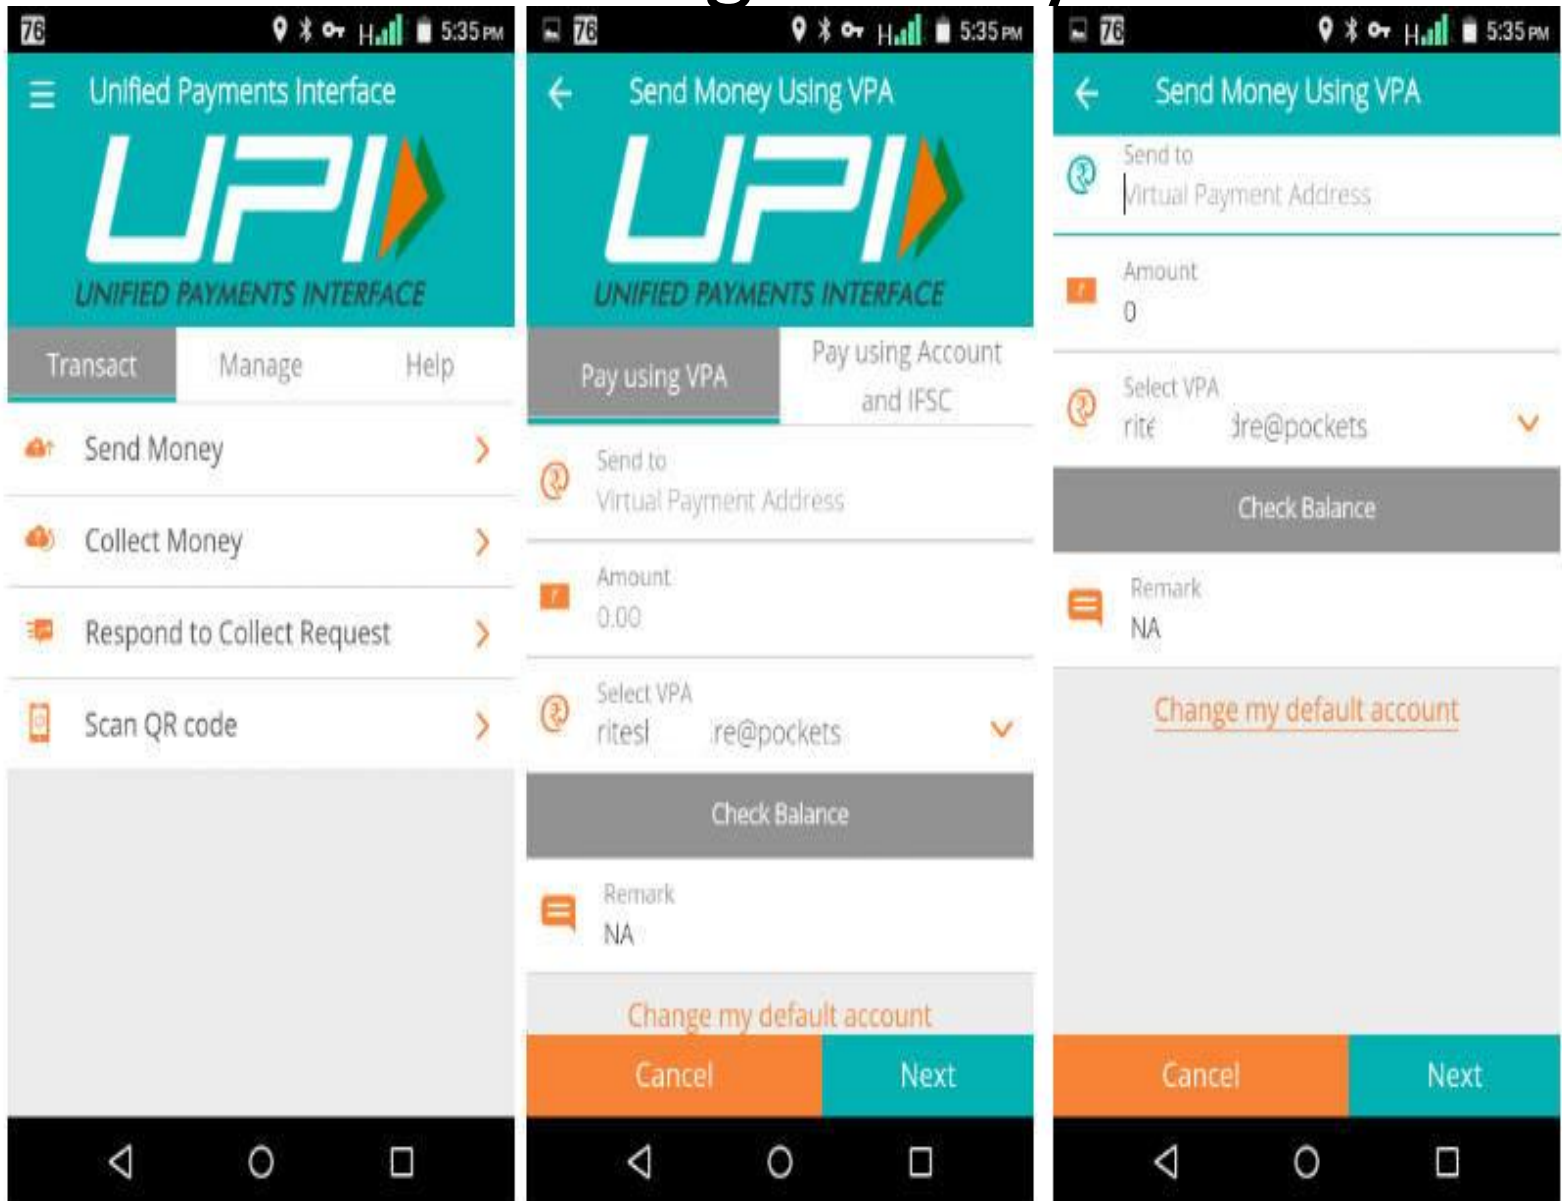 76 H 5:35 PM
Unified Payments Interface
UPI
UNIFIED PAYMENTS INTERFACE
Transact Manage Help
Send Money
Collect Money
Respond to Collect Request
Scan QR code
76 H 5:35 PM
Send Money Using VPA
UPI
UNIFIED PAYMENTS INTERFACE
Pay using VPA
Pay using Account
and IFSC
Send to
Virtual Payment Address
Amount
0.00
Select VPA
re@pockets
Check Balance
Remark
NA
Change my default account
Cancel Next
76 H 5:35 PM
Send Money Using VPA
Send to
Virtual Payment Address
Amount
0
Select VPA
dre@pockets
Check Balance
Remark
NA
Change my default account
Cancel Next